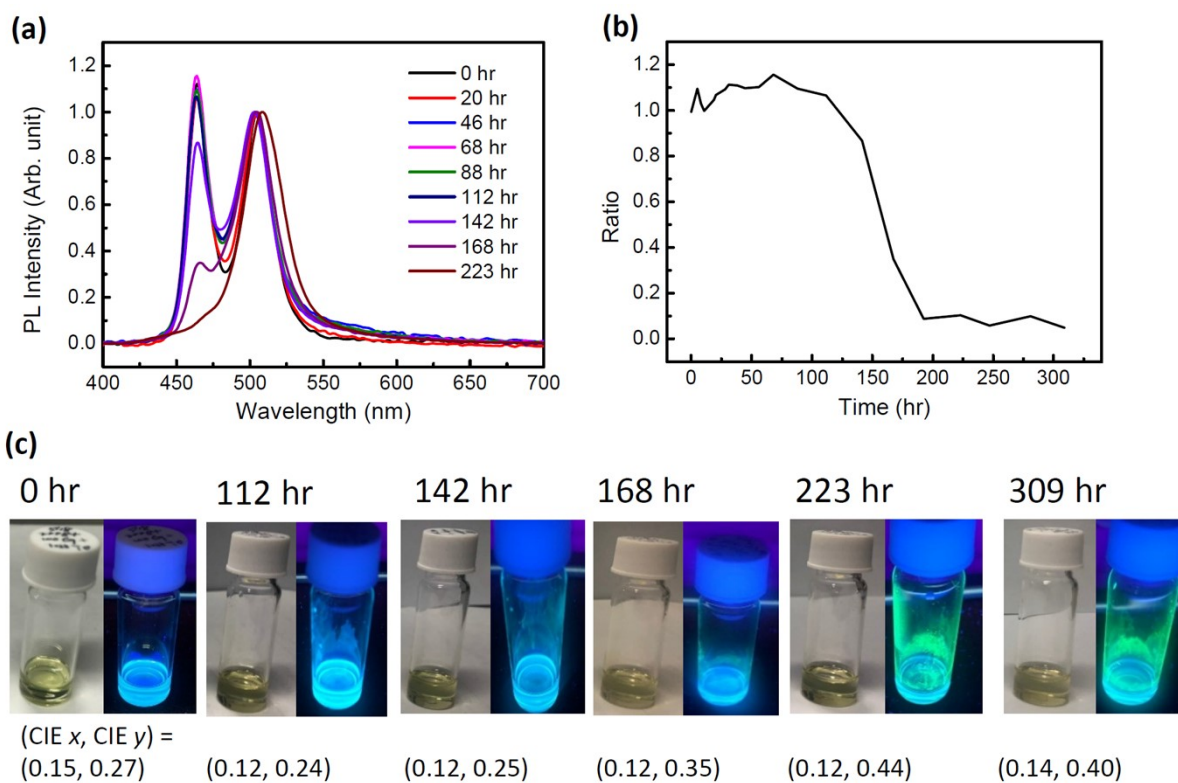 (a)
PL Intensity (Arb. unit)
1.2
1.0
0.8
0.6
0.4
0.2
0.0
0 hr
20 hr
46 hr
68 hr
88 hr
112 hr
142 hr
168 hr
223 hr
400 450 500 550 600 650 700
Wavelength (nm)
(b)
Ratio
1.2
1.0
0.8
0.6
0.4
0.2
0.0
0 50 100 150 200 250 300
Time (hr)
(c)
0 hr 112 hr 142 hr 168 hr 223 hr 309 hr
(CIE x, CIE y) =
(0.15, 0.27) (0.12, 0.24) (0.12, 0.25) (0.12, 0.35) (0.12, 0.44) (0.14, 0.40)